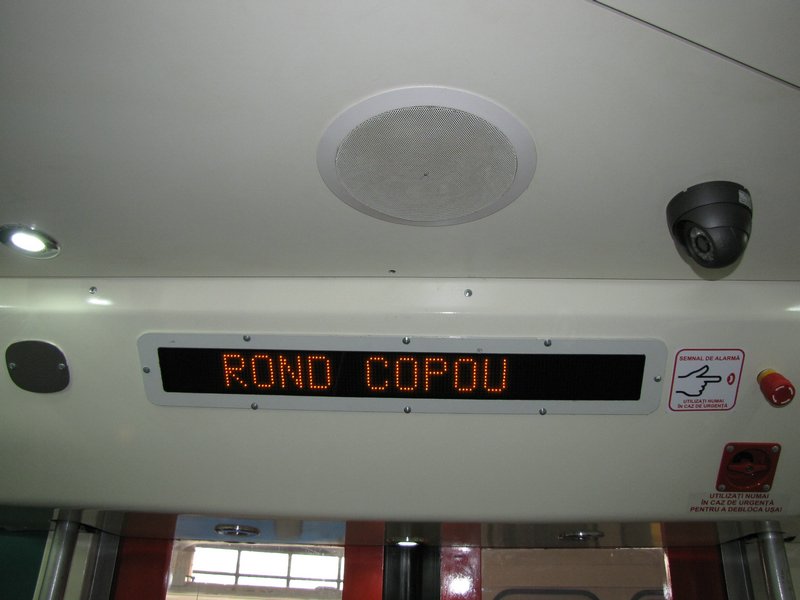 ROND COPOU
SEMNAL DE ALARMĂ
UTILIZAȚI NUMAI
ÎN CAZ DE URGENȚĂ
UTILIZAȚI NUMAI
ÎN CAZ DE URGENȚĂ
PENTRU A DEBLOCA UȘA!